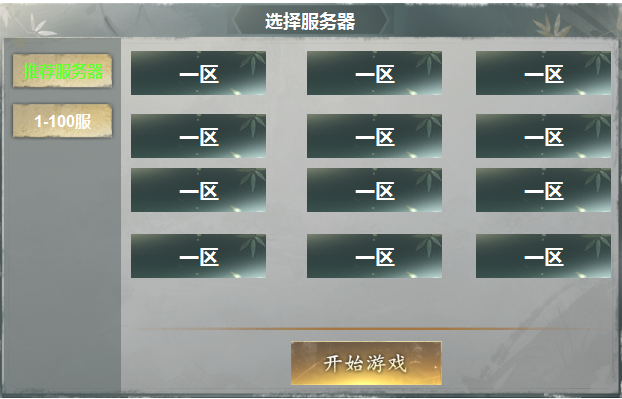 选择服务器
推荐服务器
1-100服
一区 一区 一区
一区 一区 一区
一区 一区 一区
一区 一区 一区
开始游戏